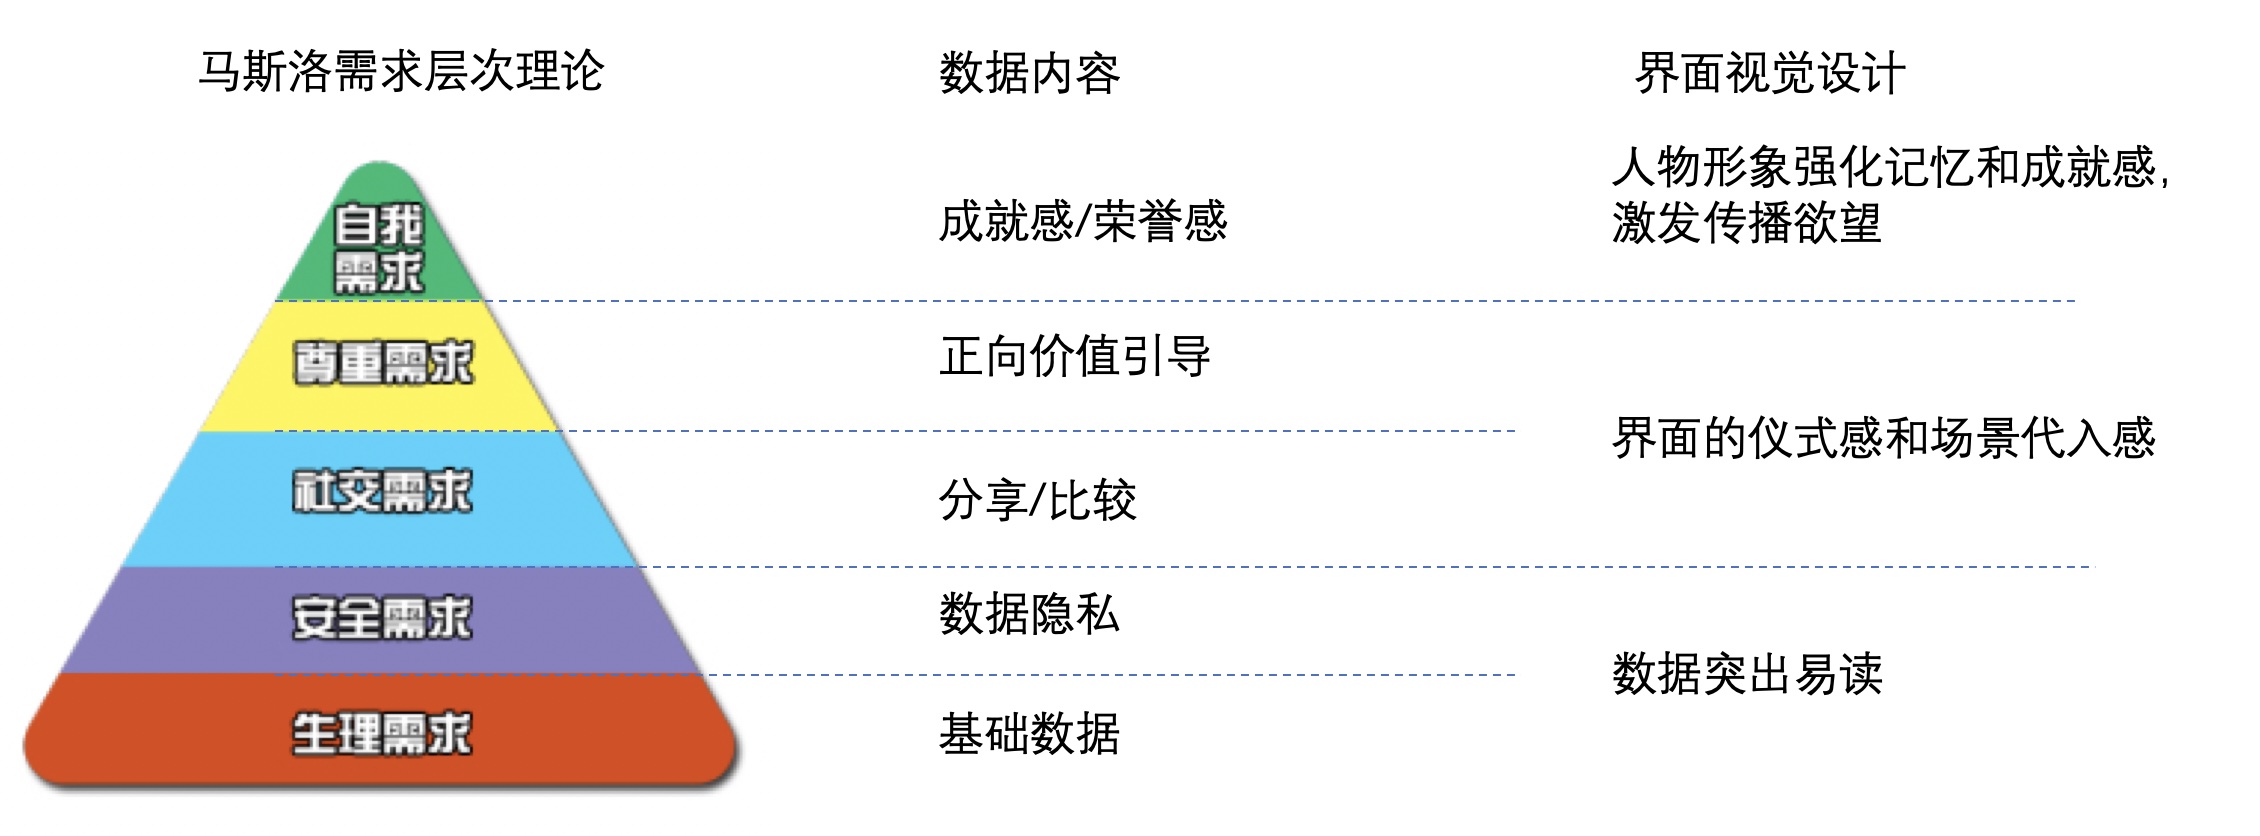 马斯洛需求层次理论
数据内容
界面视觉设计
自我
需求
成就感/荣誉感
人物形象强化记忆和成就感，
激发传播欲望
尊重需求
正向价值引导
界面的仪式感和场景代入感
社交需求
分享/比较
安全需求
数据隐私
数据突出易读
生理需求
基础数据